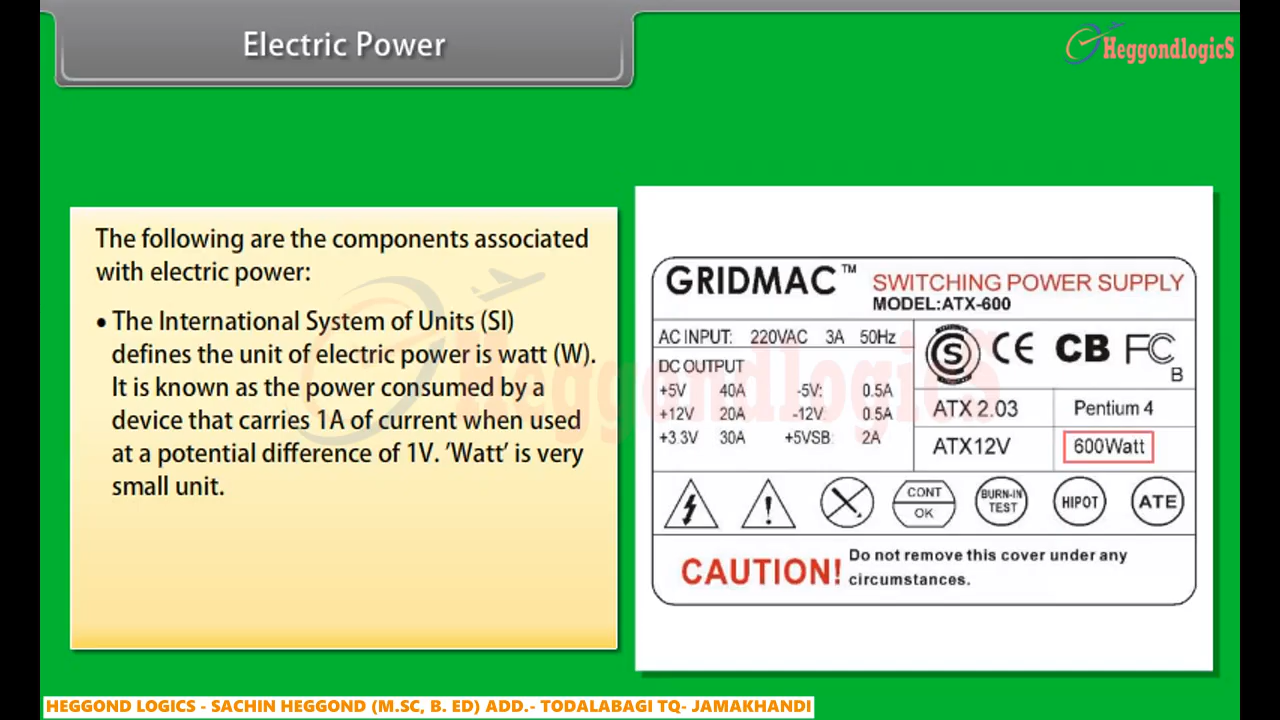 Electric Power
HeggondlogicS
The following are the components associated
with electric power:
• The International System of Units (SI)
defines the unit of electric power is watt (W).
It is known as the power consumed by a
device that carries 1A of current when used
at a potential difference of 1V. ‘Watt’ is very
small unit.
GRIDMAC™ SWITCHING POWER SUPPLY
MODEL:ATX-600
AC INPUT: 220VAC 3A 50Hz
DC OUTPUT
+5V 40A -5V: 0.5A
+12V 20A -12V: 0.5A
+3.3V 30A +5VSB: 2A
S CE CB FC B
ATX 2.03 Pentium 4
ATX12V 600Watt
CONT
OK
BURN-IN
TEST
HIPOT
ATE
CAUTION! Do not remove this cover under any
circumstances.
HeggondlogicS
HEGGOND LOGICS - SACHIN HEGGOND (M.SC, B. ED) ADD.- TODALABAGI TQ- JAMAKHANDI